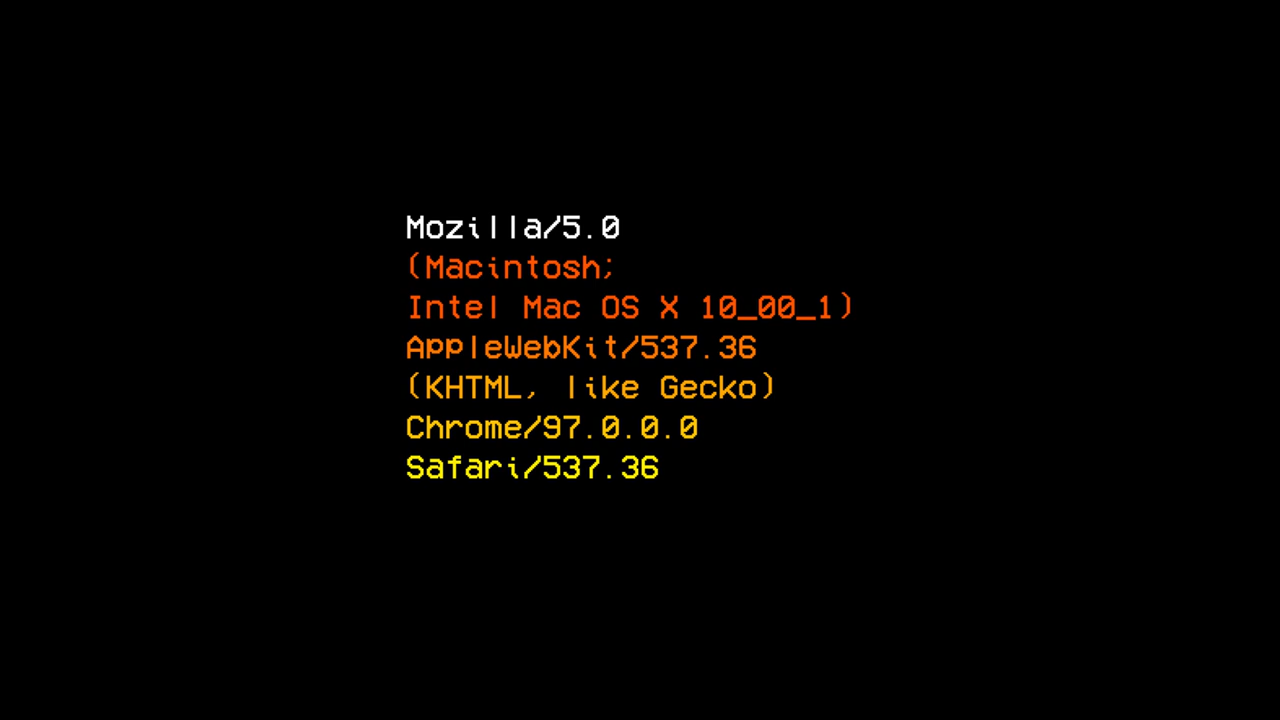 Mozilla/5.0
(Macintosh;
Intel Mac OS X 10_00_1)
AppleWebKit/537.36
(KHTML, like Gecko)
Chrome/97.0.0.0
Safari/537.36